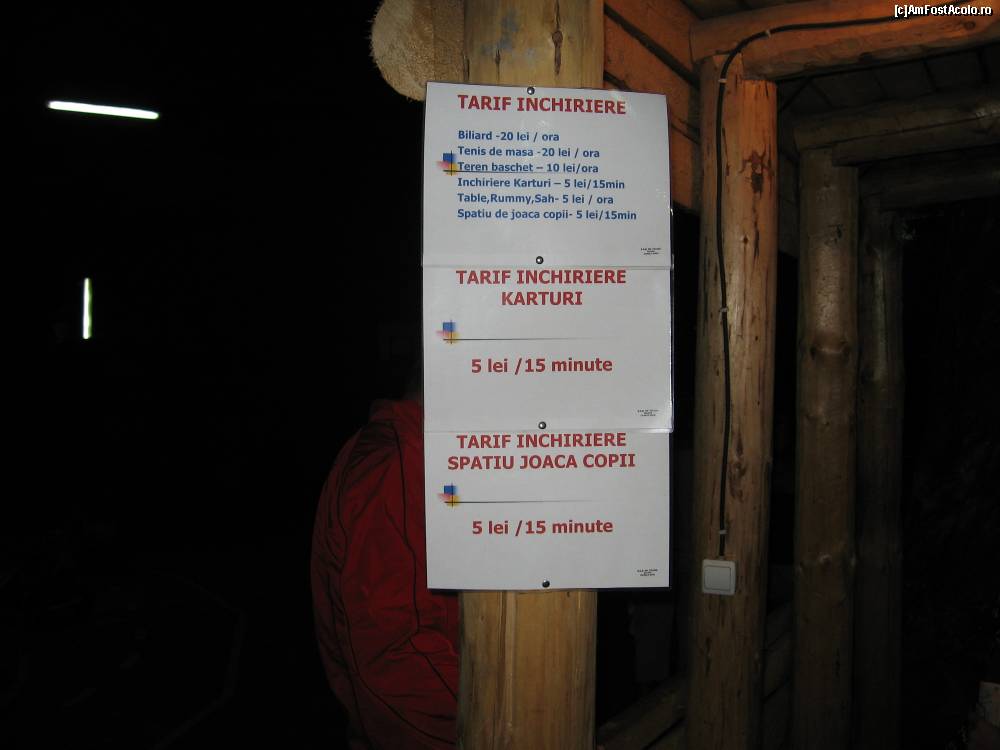 [c]AmFostAcolo.ro
TARIF INCHIRIERE
Biliard -20 lei / ora
Tenis de masa -20 lei / ora
Teren baschet – 10 lei/ora
Inchiriere Karturi – 5 lei/15min
Table,Rummy,Sah- 5 lei / ora
Spatiu de joaca copii- 5 lei/15min
TARIF INCHIRIERE
KARTURI
5 lei /15 minute
TARIF INCHIRIERE
SPATIU JOACA COPII
5 lei /15 minute